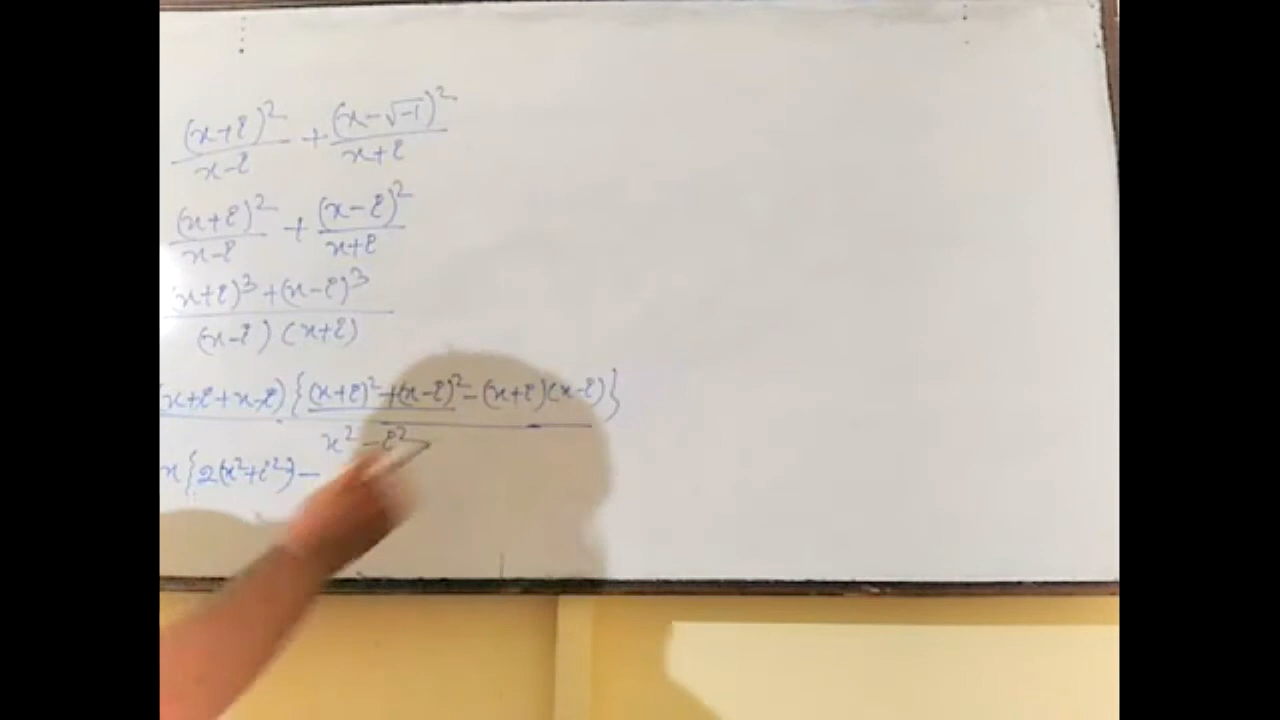 (x+i)²/(x-i) + (x-√-1)²/(x+i)
(x+i)²/(x-i) + (x-i)²/(x+i)
(x+i)³+(x-i)³/(x-i)(x+i)
(x+i+x-i){(x+i)²+(x-i)²-(x+i)(x-i)}/x²-i²
x{2(x²+i²)-